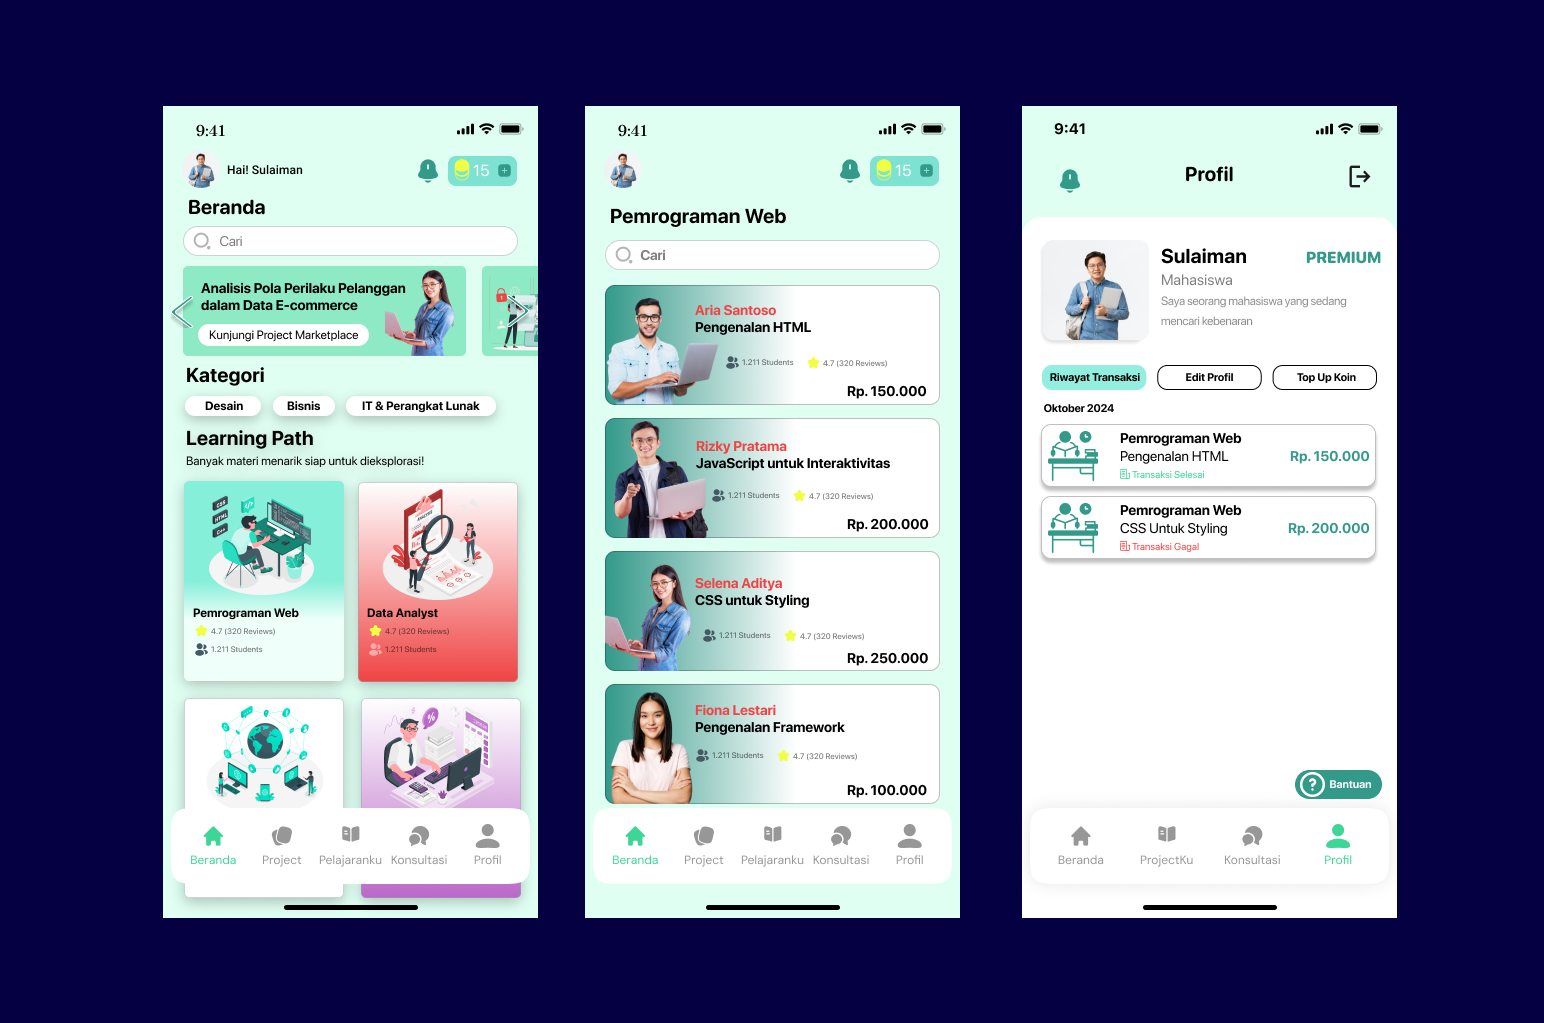 9:41
Hai! Sulaiman
15
Beranda
Cari
Analisis Pola Perilaku Pelanggan
dalam Data E-commerce
Kunjungi Project Marketplace
Kategori
Desain
Bisnis
IT & Perangkat Lunak
Learning Path
Banyak materi menarik siap untuk dieksplorasi!
CSS
HTML
C++
Pemrograman Web
4.7 (320 Reviews)
1.211 Students
Data Analyst
4.7 (320 Reviews)
1.211 Students
Beranda
Project
Pelajaranku
Konsultasi
Profil
9:41
15
Pemrograman Web
Cari
Aria Santoso
Pengenalan HTML
1.211 Students
4.7 (320 Reviews)
Rp. 150.000
Rizky Pratama
JavaScript untuk Interaktivitas
1.211 Students
4.7 (320 Reviews)
Rp. 200.000
Selena Aditya
CSS untuk Styling
1.211 Students
4.7 (320 Reviews)
Rp. 250.000
Fiona Lestari
Pengenalan Framework
1.211 Students
4.7 (320 Reviews)
Rp. 100.000
Beranda
Project
Pelajaranku
Konsultasi
Profil
9:41
Profil
Sulaiman
PREMIUM
Mahasiswa
Saya seorang mahasiswa yang sedang
mencari kebenaran
Riwayat Transaksi
Edit Profil
Top Up Koin
Oktober 2024
Pemrograman Web
Pengenalan HTML
Rp. 150.000
Transaksi Selesai
Pemrograman Web
CSS Untuk Styling
Rp. 200.000
Transaksi Gagal
Bantuan
Beranda
ProjectKu
Konsultasi
Profil